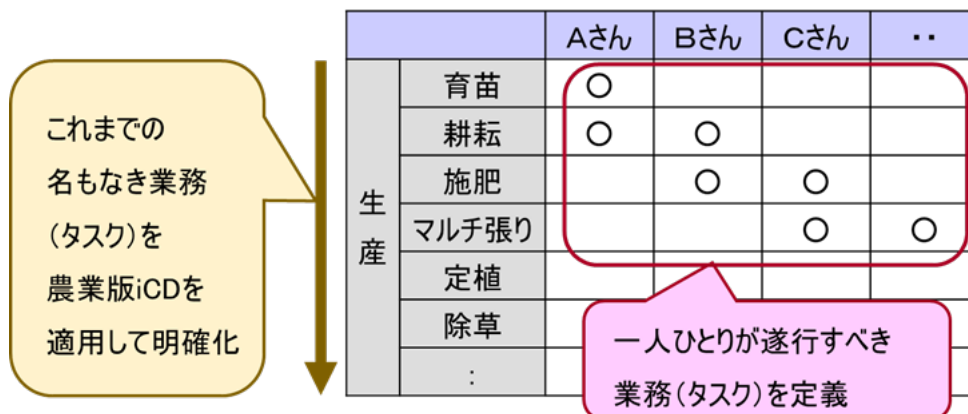 Aさん Bさん Cさん ‥
これまでの
名もなき業務
(タスク)を
農業版iCDを
適用して明確化
生産
育苗 ○
耕耘 ○ ○
施肥 ○ ○
マルチ張り ○ ○
定植
除草
:
一人ひとりが遂行すべき
業務(タスク)を定義